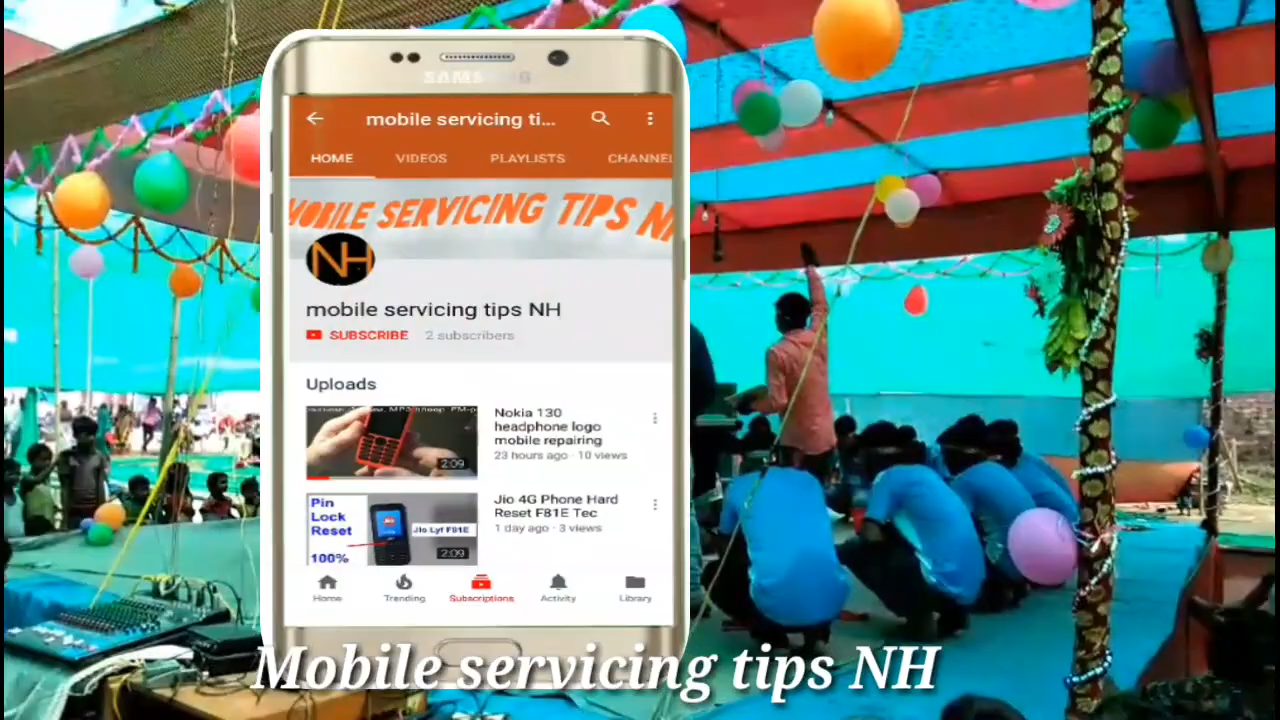 SAMSUNG
mobile servicing ti...
HOME VIDEOS PLAYLISTS CHANNEL
MOBILE SERVICING TIPS N
NH
mobile servicing tips NH
SUBSCRIBE 2 subscribers
Uploads
Nokia 130
headphone logo
mobile repairing
23 hours ago · 10 views
2:09
Pin
Lock
Reset
100%
Jio Lyf F81E
2:09
Jio 4G Phone Hard
Reset F81E Tec
1 day ago · 3 views
Home Trending Subscriptions Activity Library
Mobile servicing tips NH